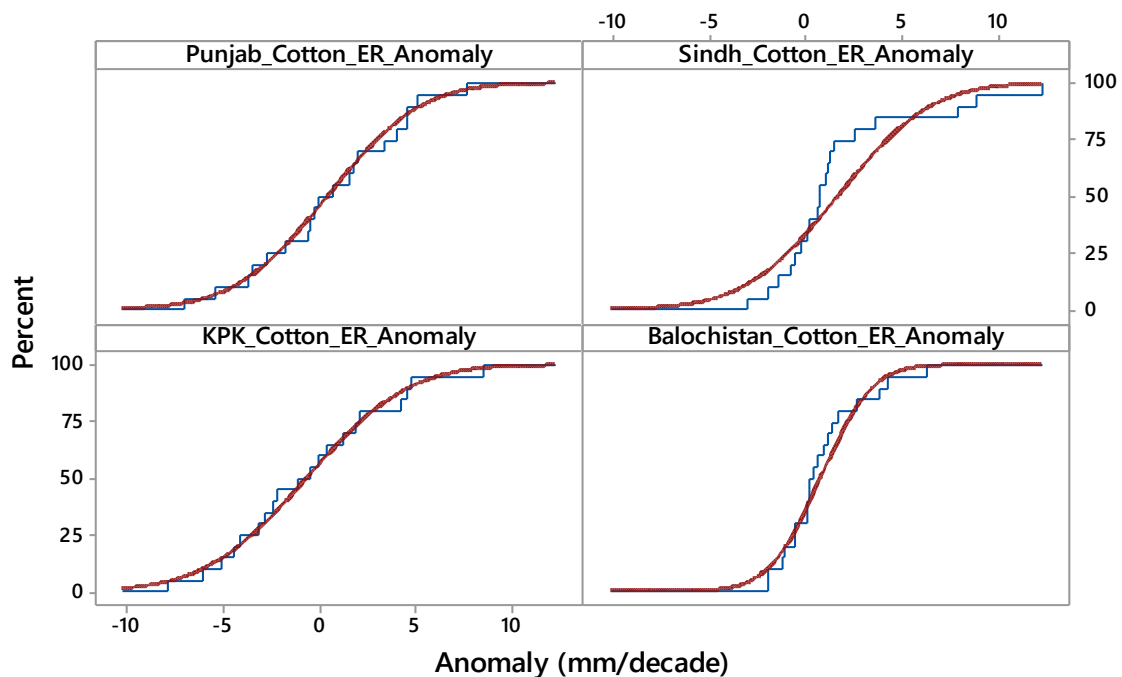 -10 -5 0 5 10
Punjab_Cotton_ER_Anomaly
Sindh_Cotton_ER_Anomaly
100
75
50
25
0
KPK_Cotton_ER_Anomaly
Balochistan_Cotton_ER_Anomaly
100
75
50
25
0
-10 -5 0 5 10
Percent
Anomaly (mm/decade)